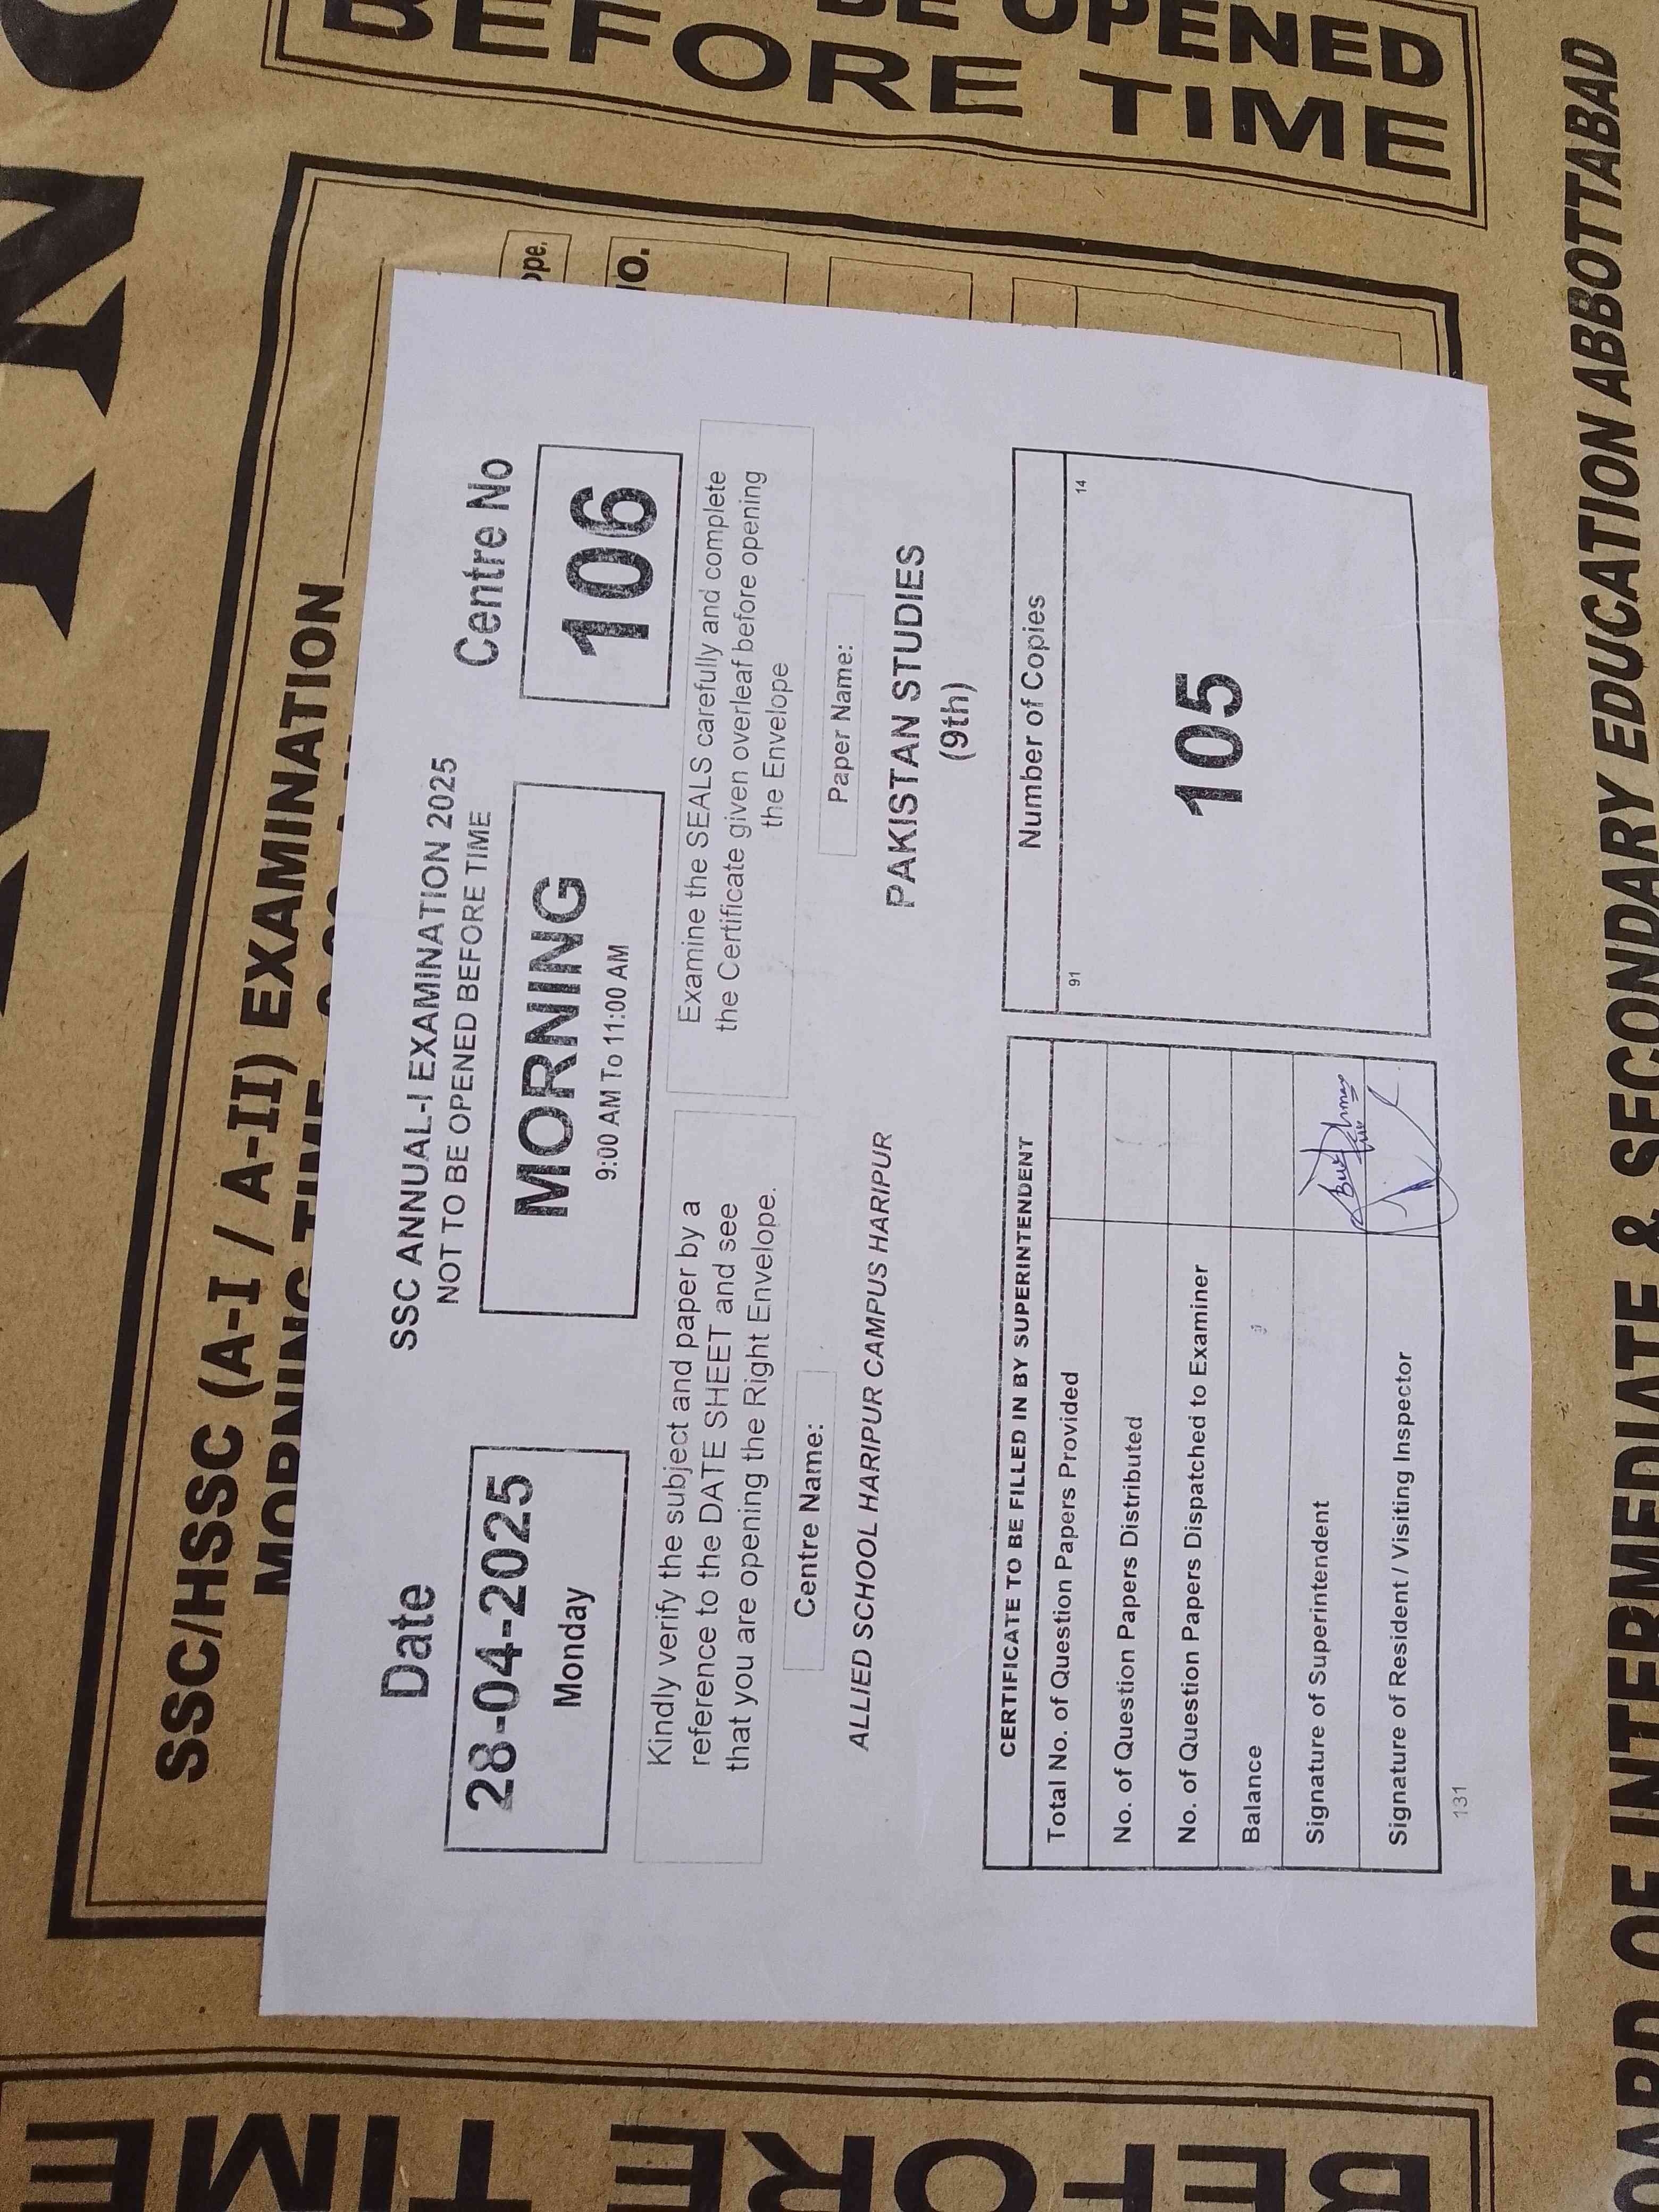 BE OPENED
BEFORE TIME
SSC/HSSC (A-I / A-II) EXAMINATION
MORNING TIME
Date
28-04-2025
Monday
SSC ANNUAL-I EXAMINATION 2025
NOT TO BE OPENED BEFORE TIME
MORNING
9:00 AM To 11:00 AM
Centre No
106
Kindly verify the subject and paper by a
reference to the DATE SHEET and see
that you are opening the Right Envelope.
Examine the SEALS carefully and complete
the Certificate given overleaf before opening
the Envelope
Centre Name:
ALLIED SCHOOL HARIPUR CAMPUS HARIPUR
Paper Name:
PAKISTAN STUDIES
(9th)
CERTIFICATE TO BE FILLED IN BY SUPERINTENDENT
Total No. of Question Papers Provided
No. of Question Papers Distributed
No. of Question Papers Dispatched to Examiner
Balance
Signature of Superintendent
Signature of Resident / Visiting Inspector
Number of Copies
91 14
105
131
BOARD OF INTERMEDIATE & SECONDARY EDUCATION ABBOTTABAD
BEFORE
TIME